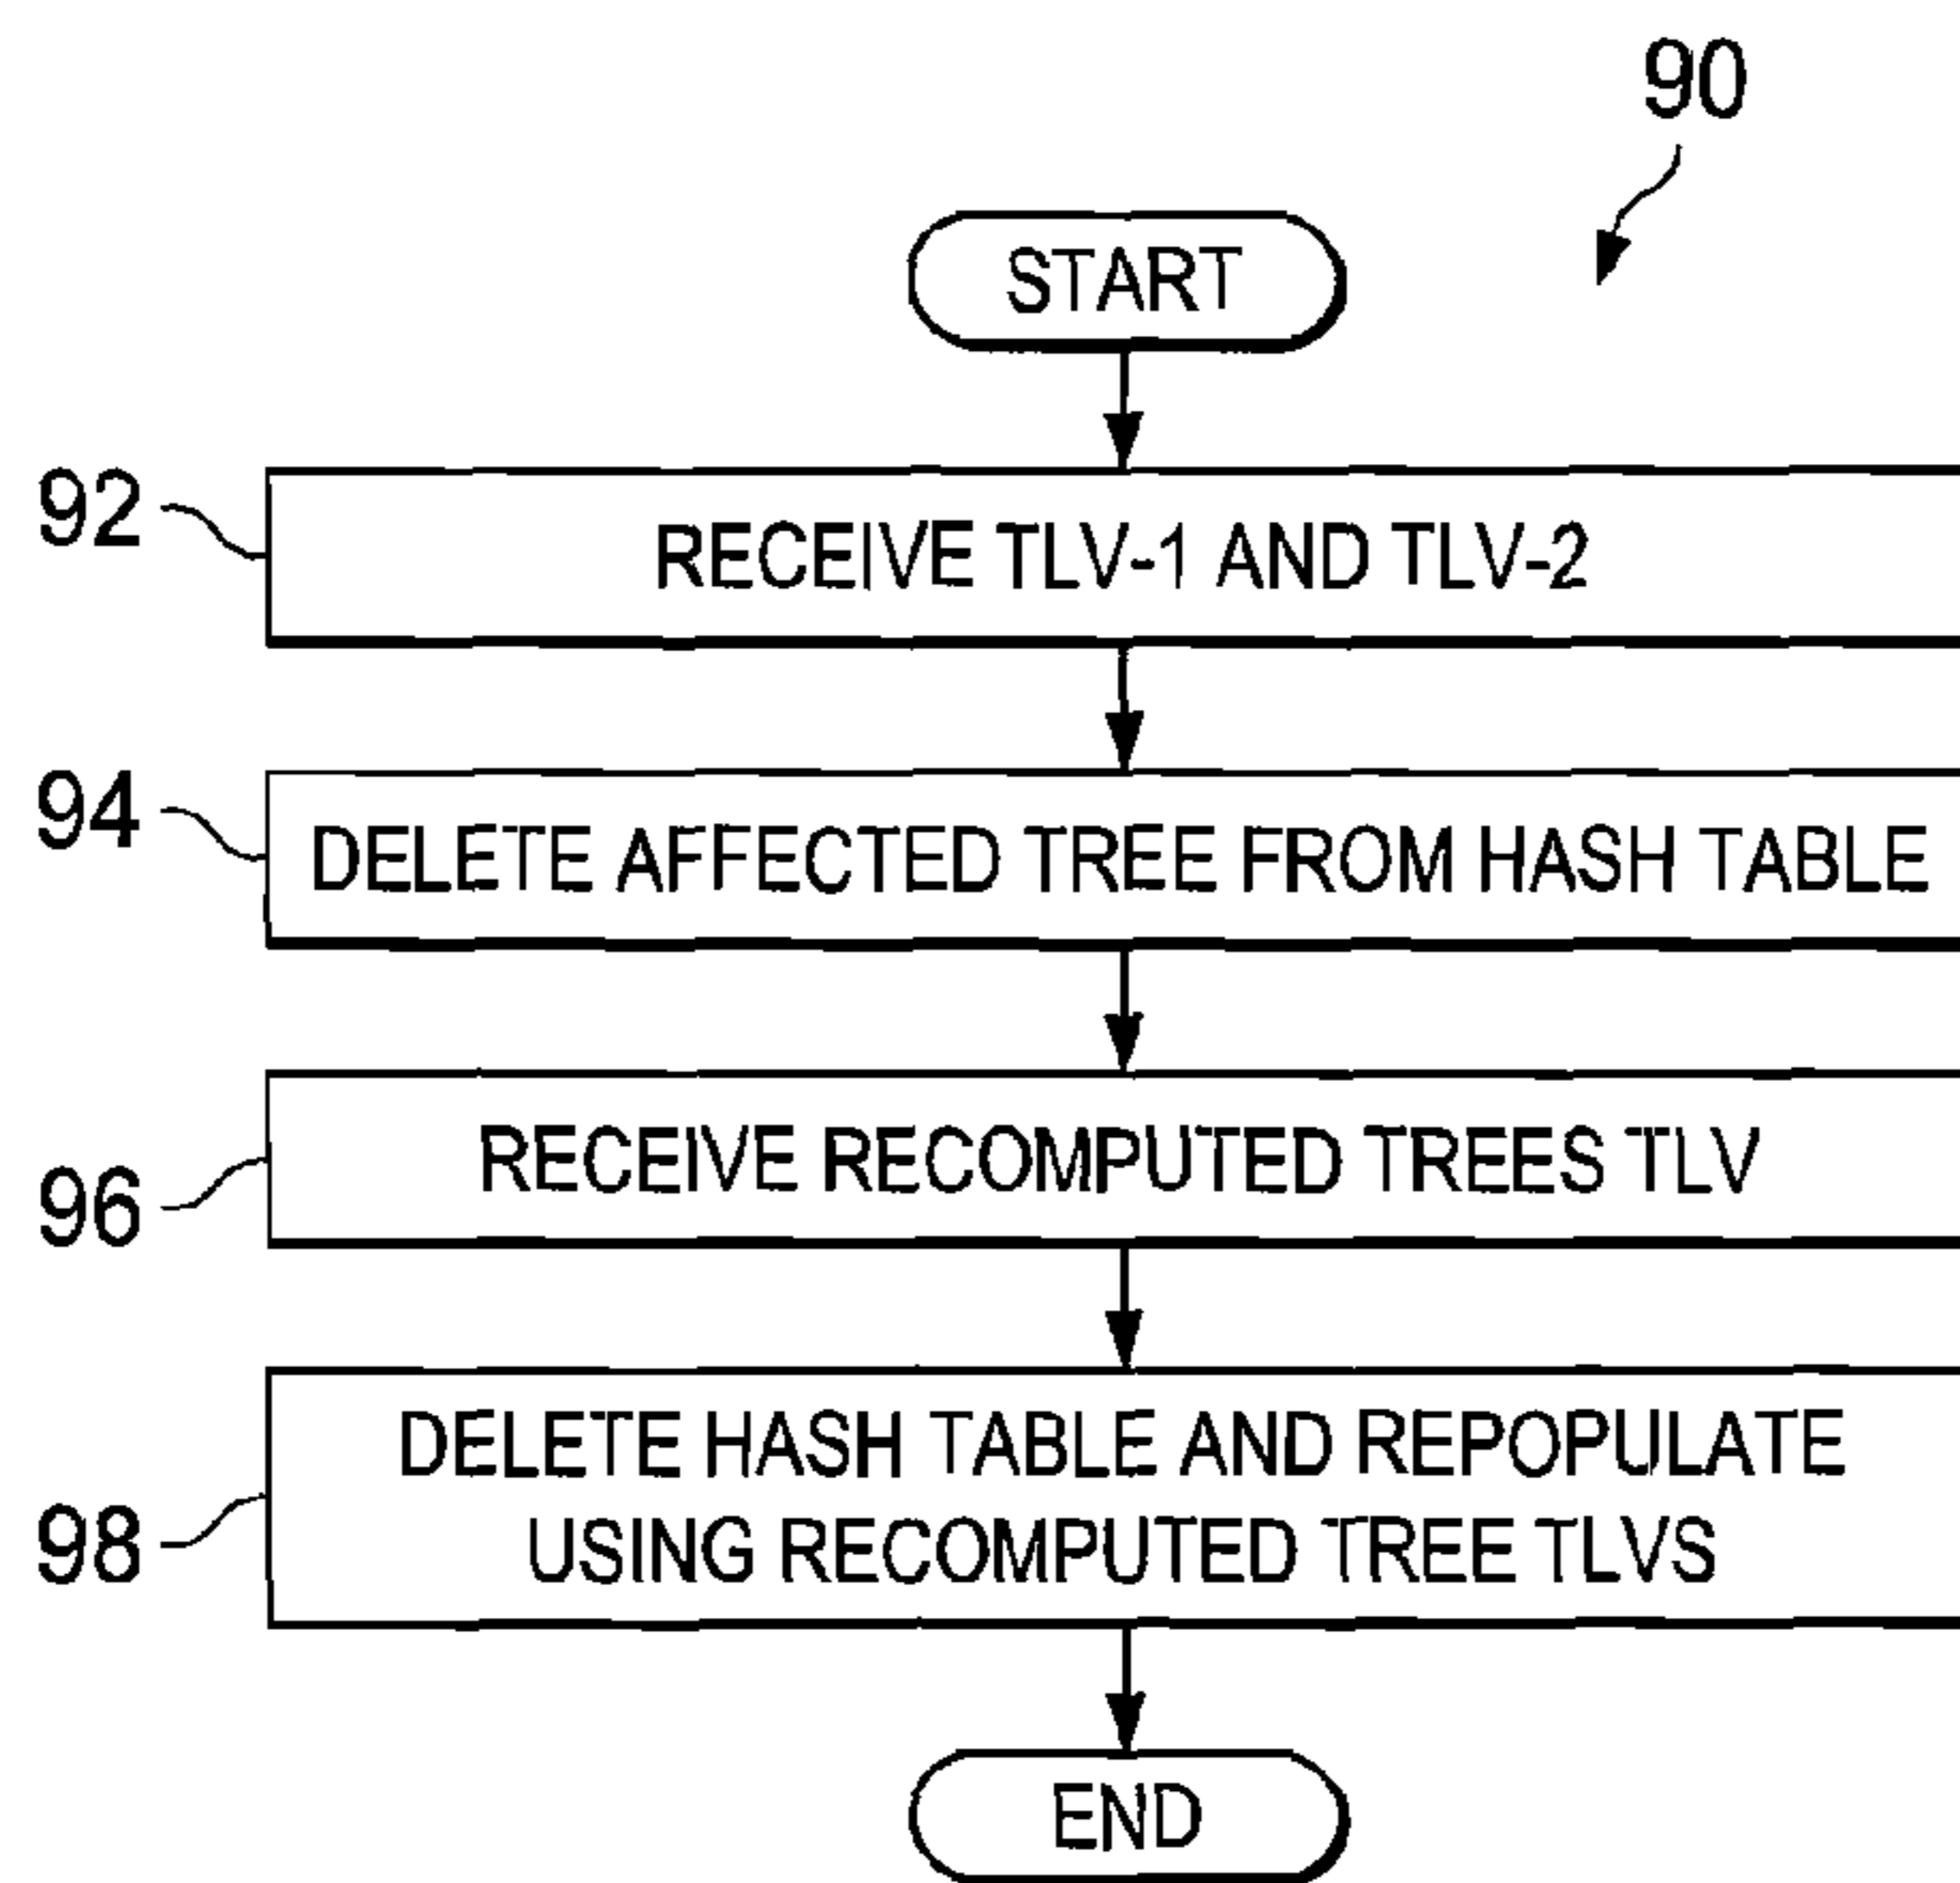 90
START
92
RECEIVE TLV-1 AND TLV-2
94
DELETE AFFECTED TREE FROM HASH TABLE
RECEIVE RECOMPUTED TREES TLV
96
DELETE HASH TABLE AND REPOPULATE
USING RECOMPUTED TREE TLVS
98
END